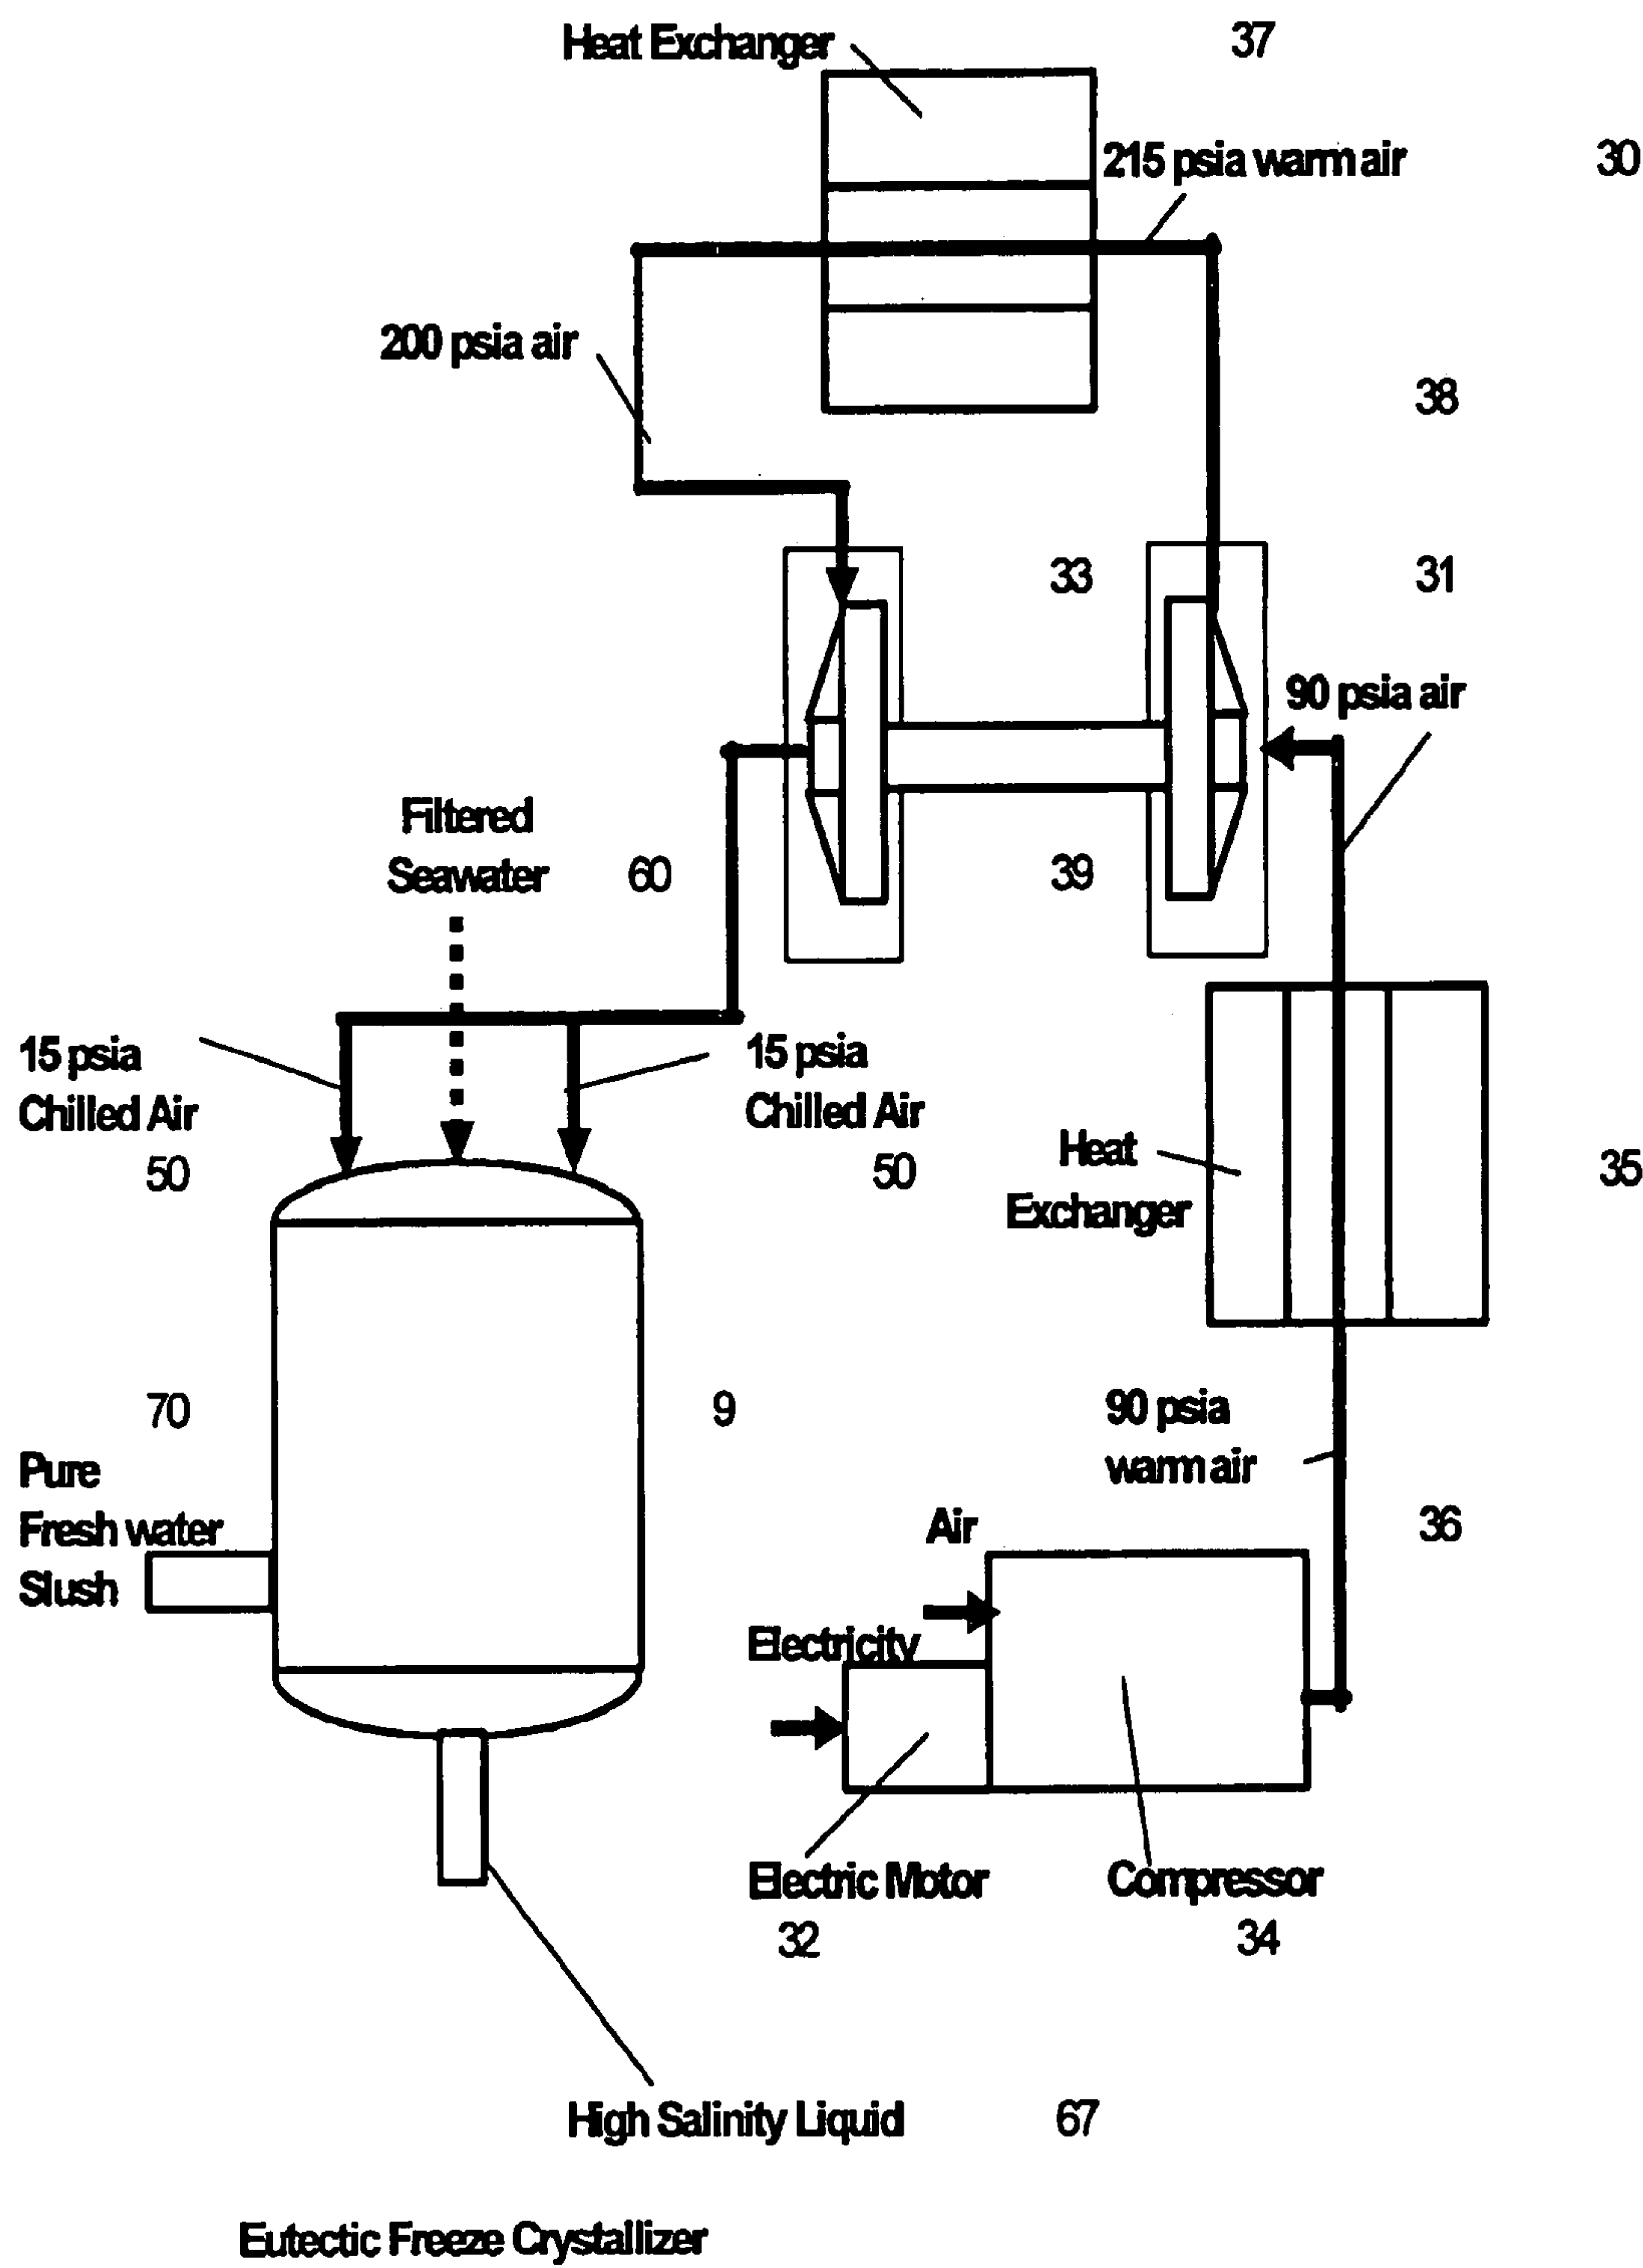 Heat Exchanger
37
215 psia warm air
30
200 psia air
38
33
31
90 psia air
Filtered
Seawater
60
39
15 psia
Chilled Air
50
15 psia
Chilled Air
50
Heat
Exchanger
35
70
9
90 psia
warm air
Pure
Fresh water
Slush
36
Air
Electricity
Electric Motor
32
Compressor
34
High Salinity Liquid
67
Eutectic Freeze Crystallizer